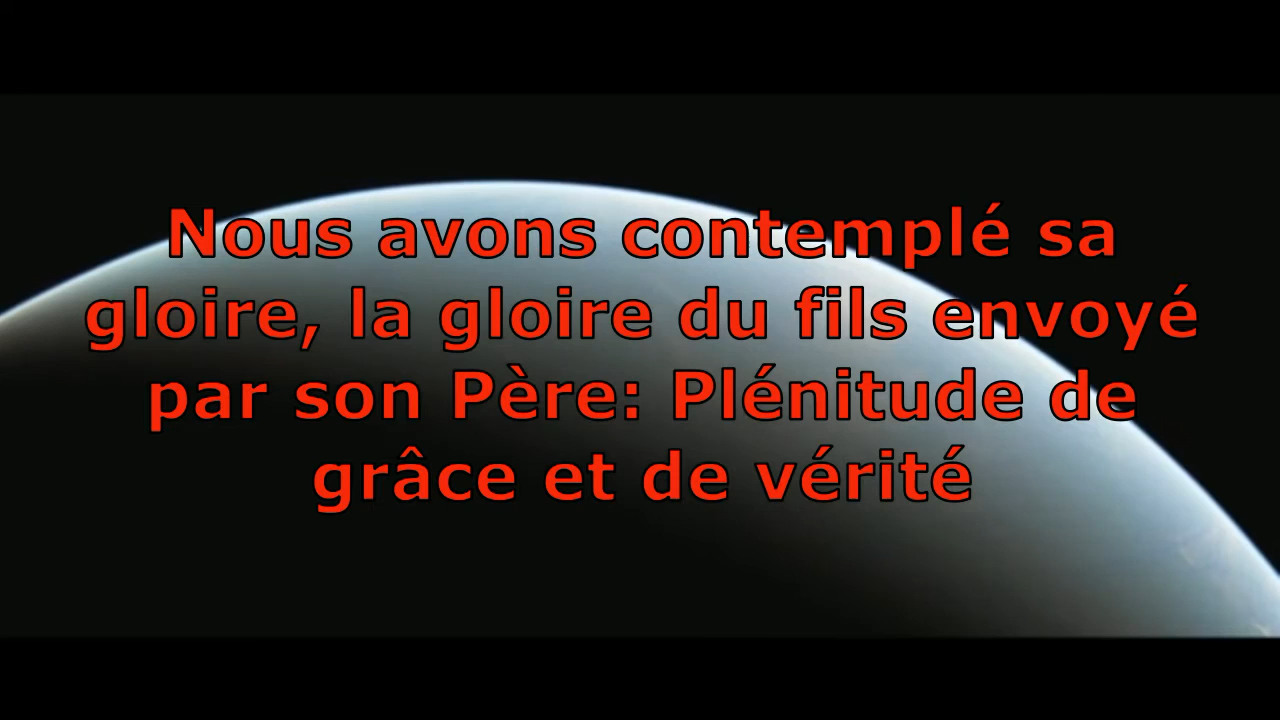 Nous avons contemplé sa
gloire, la gloire du fils envoyé
par son Père: Plénitude de
grâce et de vérité